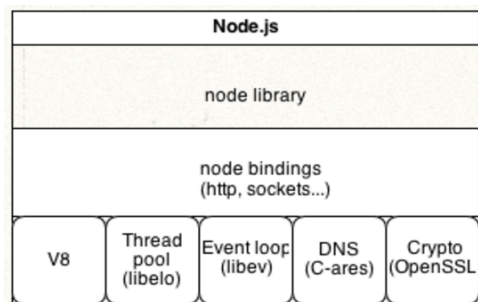 Node.js
node library
node bindings
(http, sockets...)
V8
Thread
pool
(libelo)
Event loop
(libev)
DNS
(C-ares)
Crypto
(OpenSSL